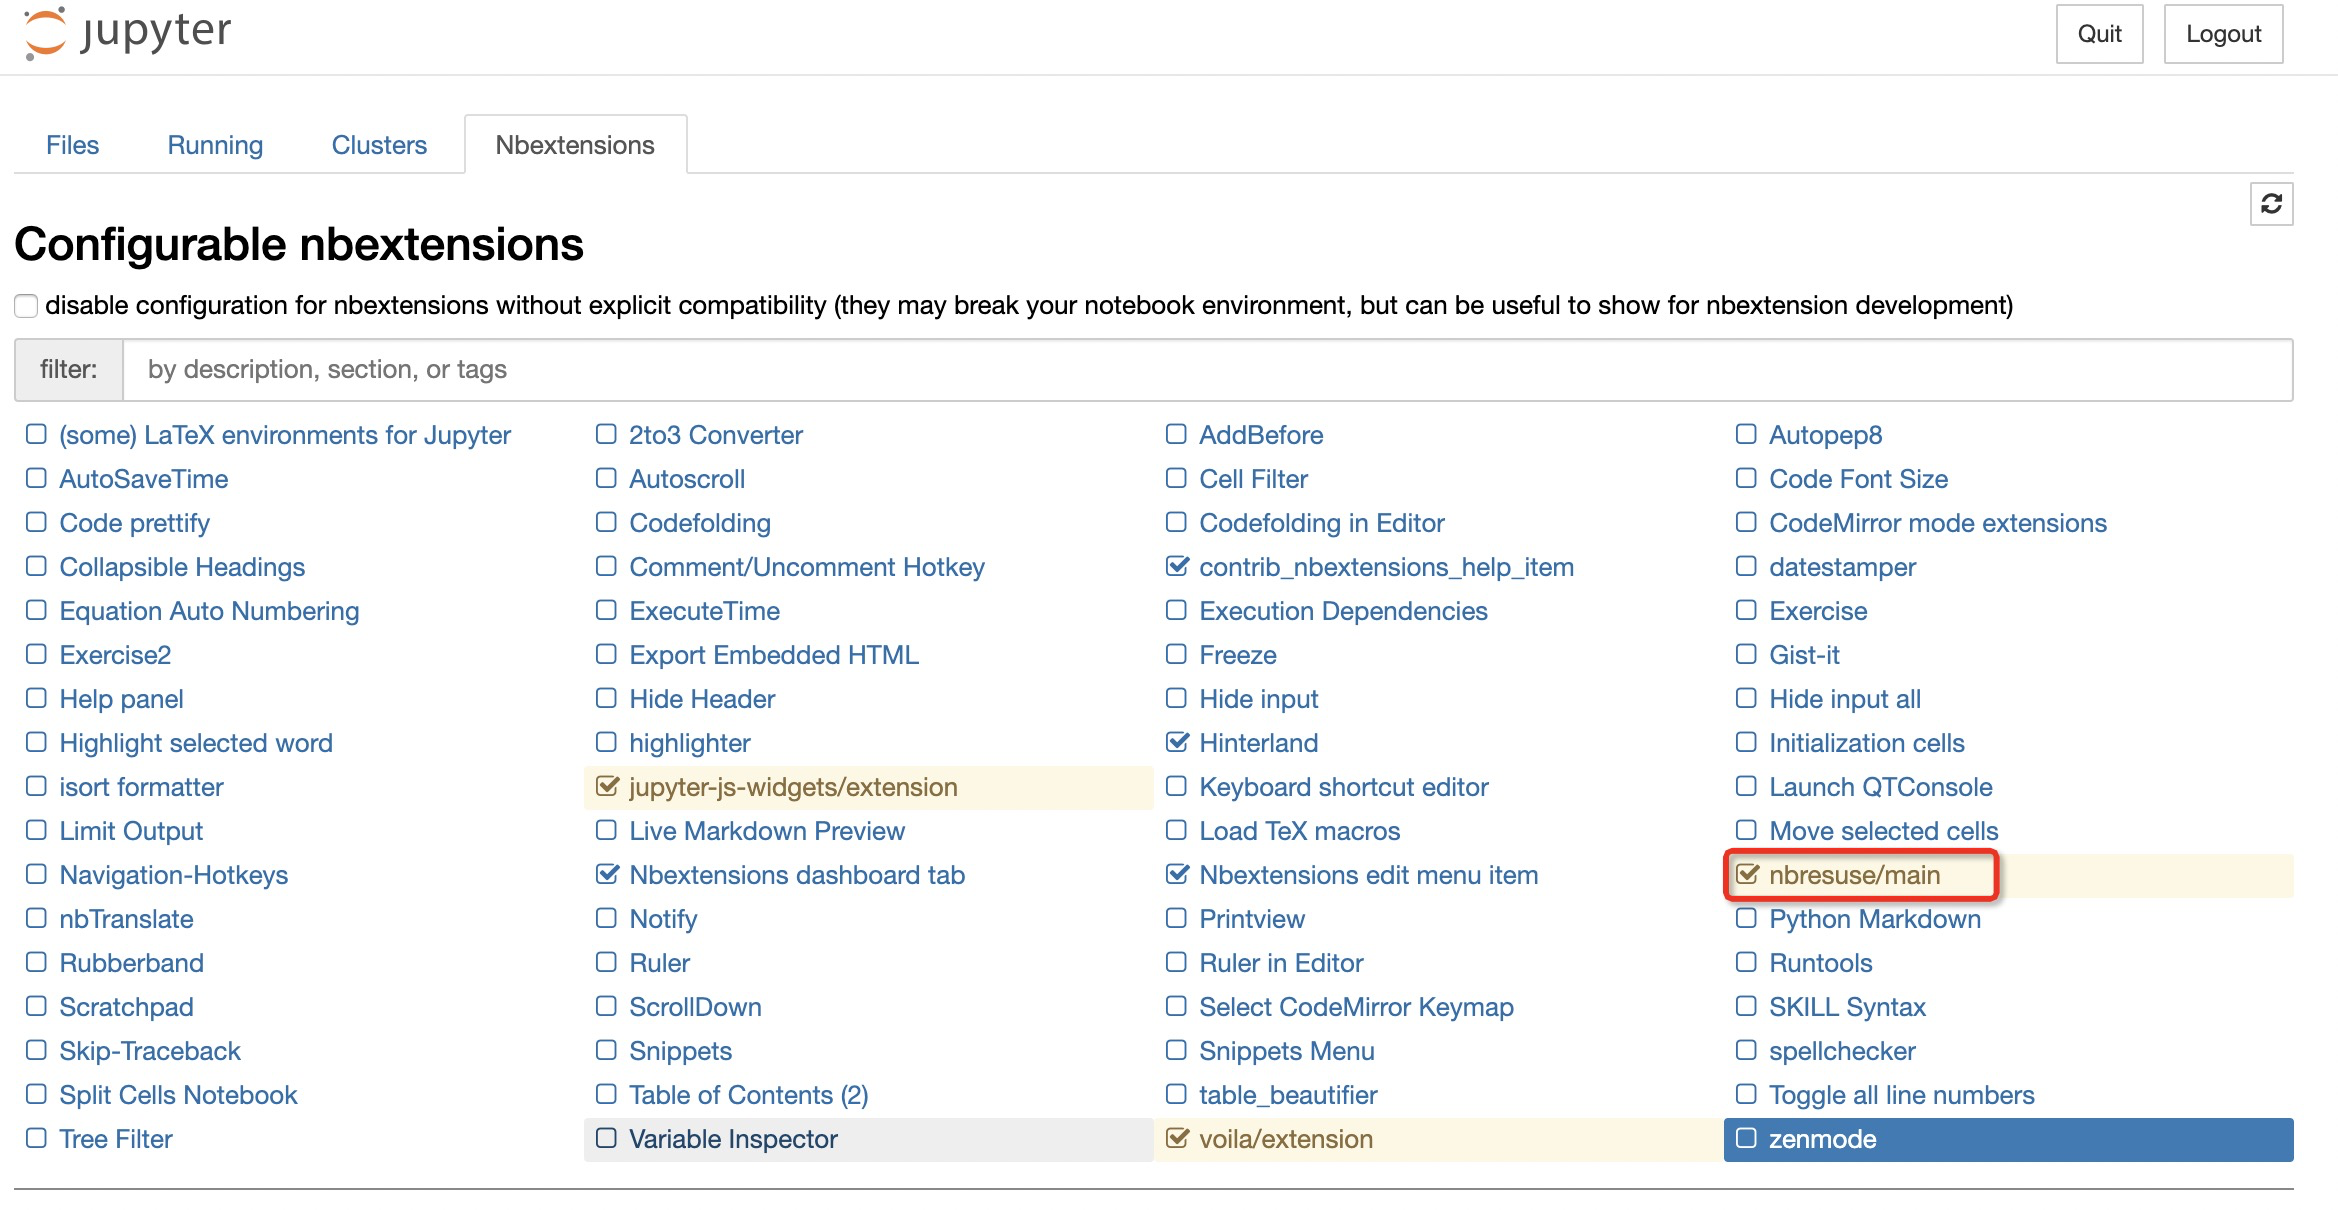 jupyter Quit Logout
Files Running Clusters Nbextensions
Configurable nbextensions
disable configuration for nbextensions without explicit compatibility (they may break your notebook environment, but can be useful to show for nbextension development)
filter: by description, section, or tags
(some) LaTeX environments for Jupyter 2to3 Converter AddBefore Autopep8
AutoSaveTime Autoscroll Cell Filter Code Font Size
Code prettify Codefolding Codefolding in Editor CodeMirror mode extensions
Collapsible Headings Comment/Uncomment Hotkey contrib_nbextensions_help_item datestamper
Equation Auto Numbering ExecuteTime Execution Dependencies Exercise
Exercise2 Export Embedded HTML Freeze Gist-it
Help panel Hide Header Hide input Hide input all
Highlight selected word highlighter Hinterland Initialization cells
isort formatter jupyter-js-widgets/extension Keyboard shortcut editor Launch QTConsole
Limit Output Live Markdown Preview Load TeX macros Move selected cells
Navigation-Hotkeys Nbextensions dashboard tab Nbextensions edit menu item nbresuse/main
nbTranslate Notify Printview Python Markdown
Rubberband Ruler Ruler in Editor Runtools
Scratchpad ScrollDown Select CodeMirror Keymap SKILL Syntax
Skip-Traceback Snippets Snippets Menu spellchecker
Split Cells Notebook Table of Contents (2) table_beautifier Toggle all line numbers
Tree Filter Variable Inspector voila/extension zenmode